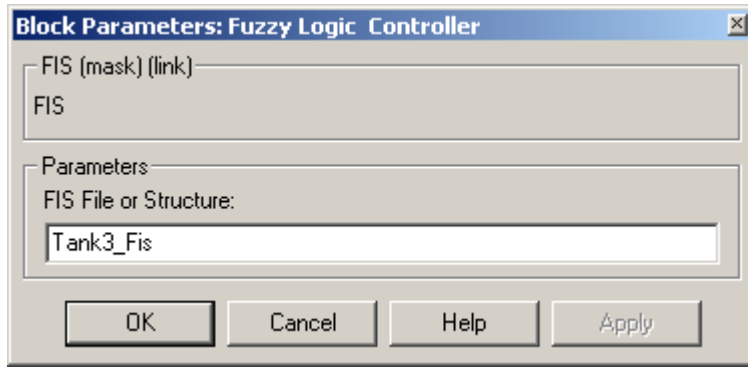 Block Parameters: Fuzzy Logic Controller
FIS (mask) (link)
FIS
Parameters
FIS File or Structure:
Tank3_Fis
OK Cancel Help Apply